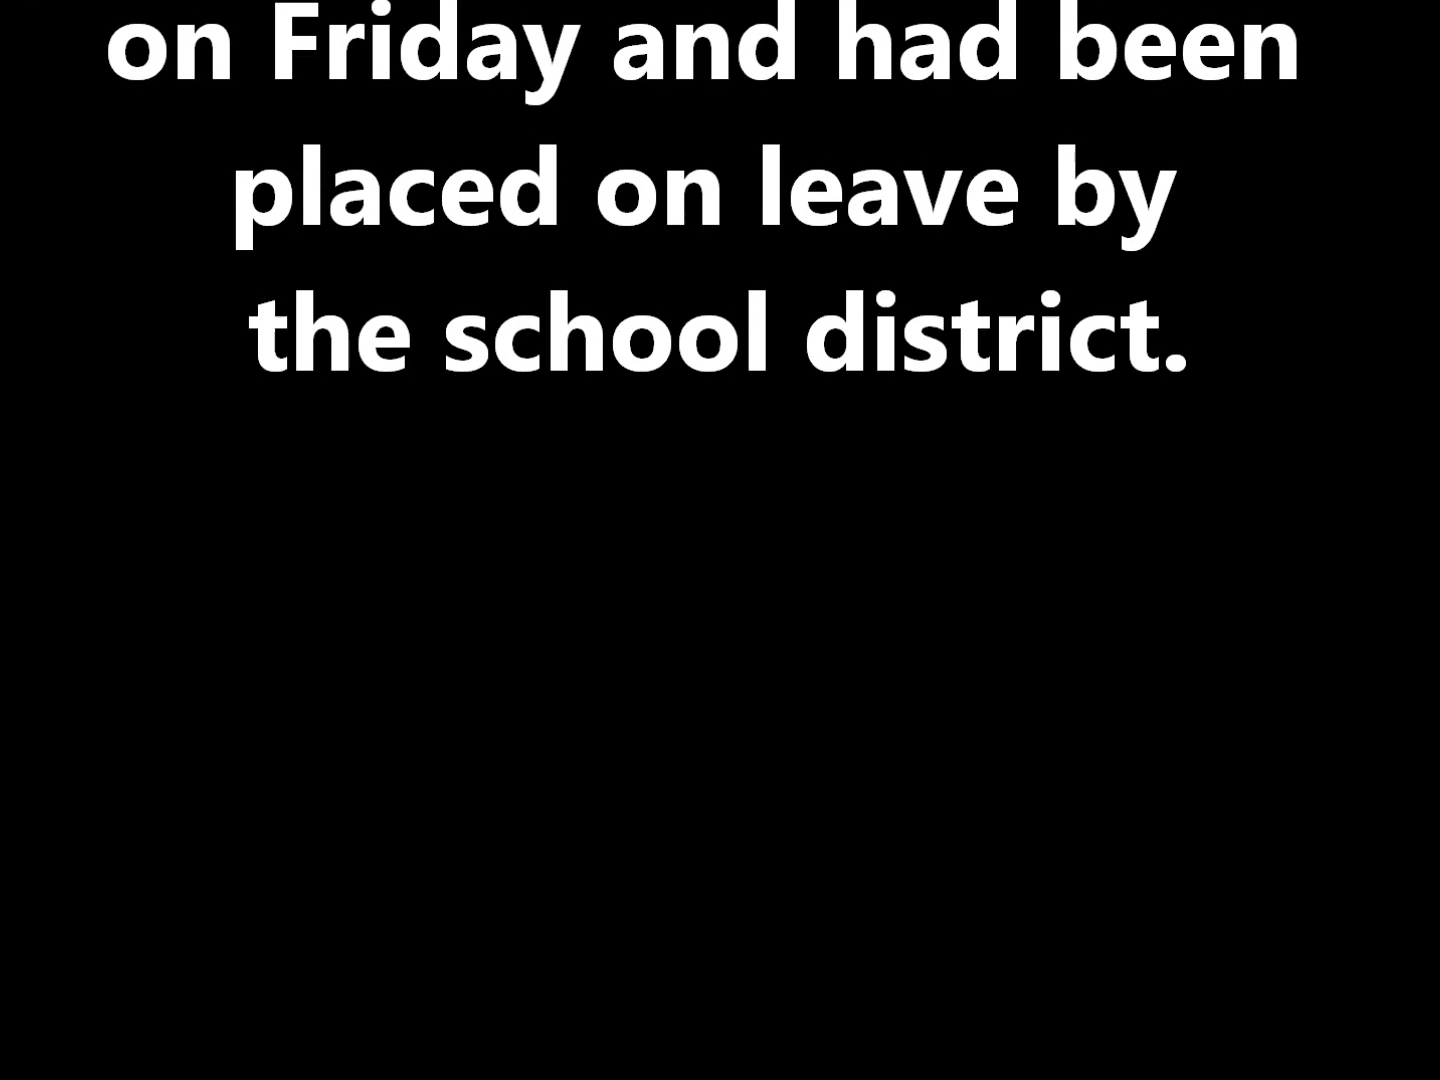 on Friday and had been
placed on leave by
the school district.